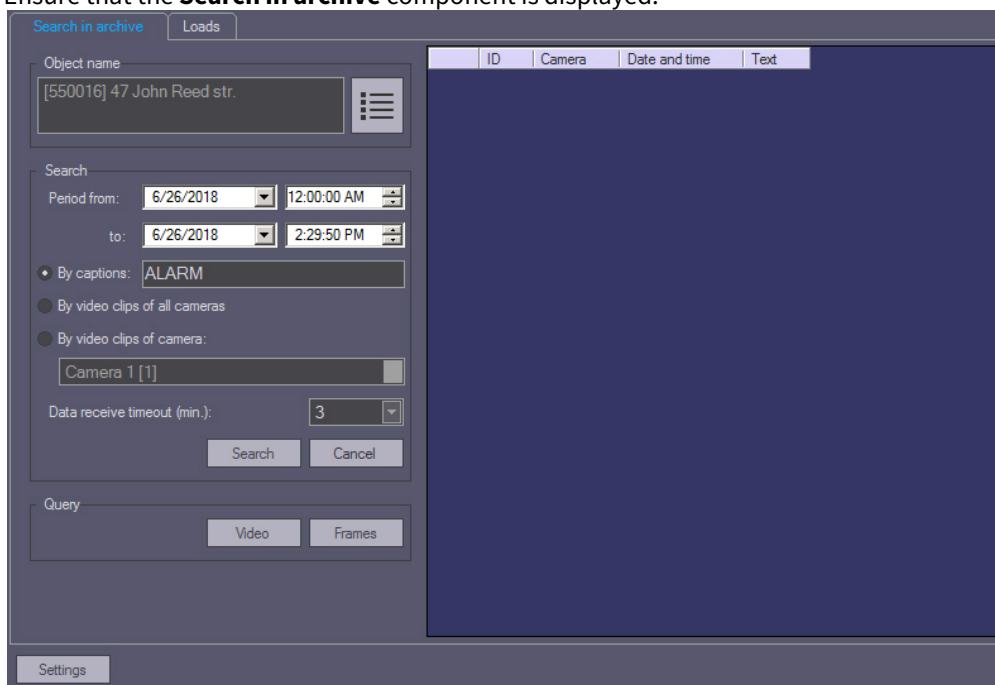 Ensure that the Search in archive component is displayed.
Search in archive Loads
Object name
[550016] 47 John Reed str.
Search
Period from: 6/26/2018 12:00:00 AM
to: 6/26/2018 2:29:50 PM
By captions: ALARM
By video clips of all cameras
By video clips of camera:
Camera 1 [1]
Data receive timeout (min.): 3
Search Cancel
Query
Video Frames
ID Camera Date and time Text
Settings